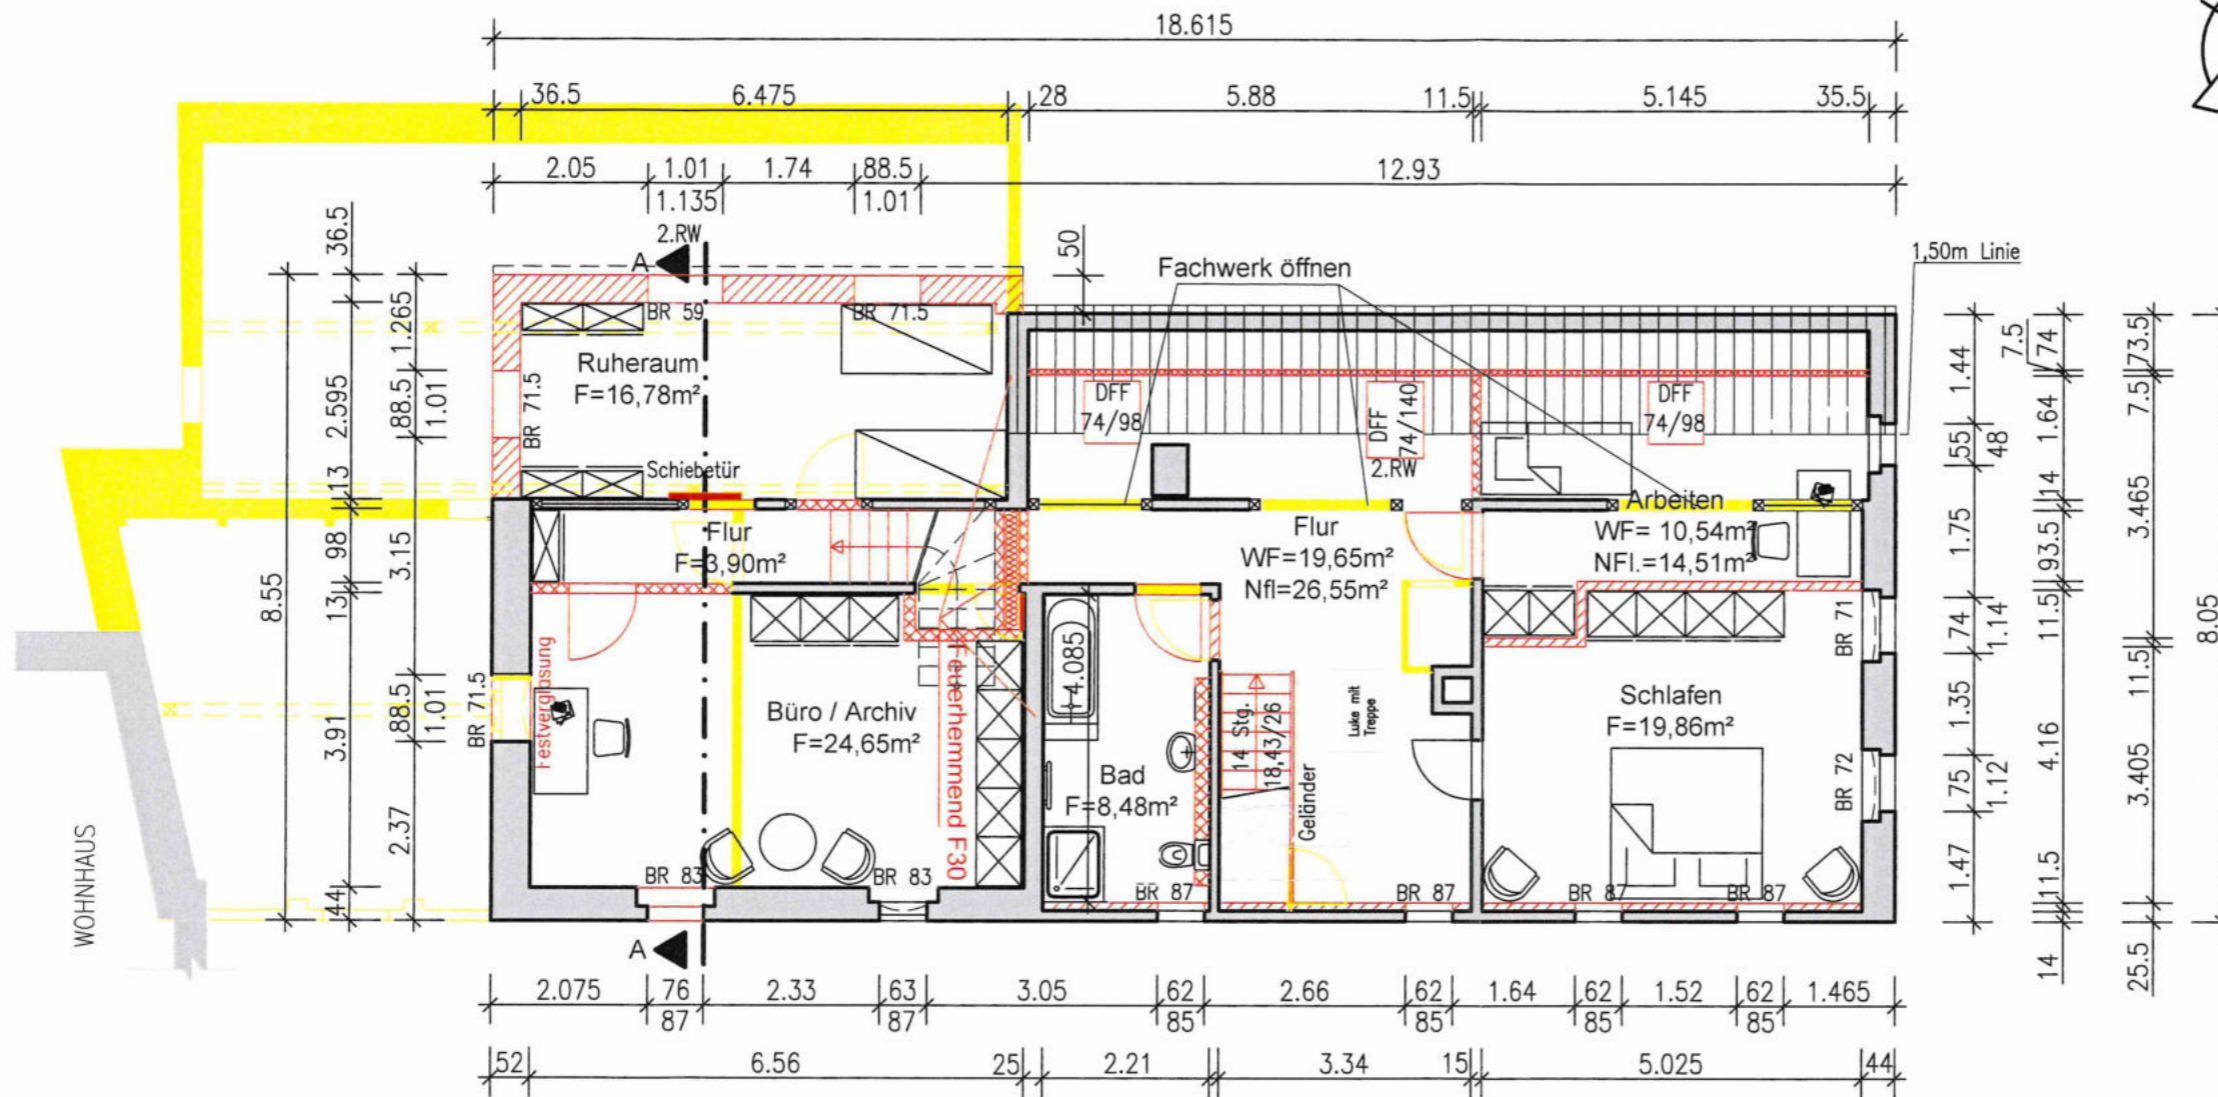 18.615
36.5 6.475 28 5.88 11.5 5.145 35.5
2.05 1.01 1.74 88.5 12.93
1.135 1.01
2.RW
A
50
Fachwerk öffnen
1,50m Linie
BR 59
BR 71.5
Ruheraum
F=16,78m²
BR 71.5
Schiebetür
DFF
74/98
DFF
74/140
2.RW
DFF
74/98
Flur
F=3,90m²
Flur
WF=19,65m²
Nfl=26,55m²
Arbeiten
WF= 10,54m²
NFl.=14,51m²
BR 71.5
Festverglasung
Büro / Archiv
F=24,65m²
Feuerhemmend F30
4.085
Bad
F=8,48m²
14 Stg.
18,43/26
Geländer
Luke mit
Treppe
Schlafen
F=19,86m²
BR 71
BR 72
BR 83
BR 83
BR 87
BR 87
BR 87
BR 87
A
WOHNHAUS
8.55
36.5
2.595
13
98
13
3.91
44
1.265
88.5
1.01
3.15
88.5
1.01
2.37
1.44
55
48
1.75
74
1.14
1.35
75
1.12
1.47
7.5
74
1.64
14
93.5
11.5
4.16
11.5
14
73.5
7.5
3.465
11.5
3.405
25.5
8.05
2.075 76 2.33 63 3.05 62 2.66 62 1.64 62 1.52 62 1.465
87 87 85 85 85 85
52 6.56 25 2.21 3.34 15 5.025 44